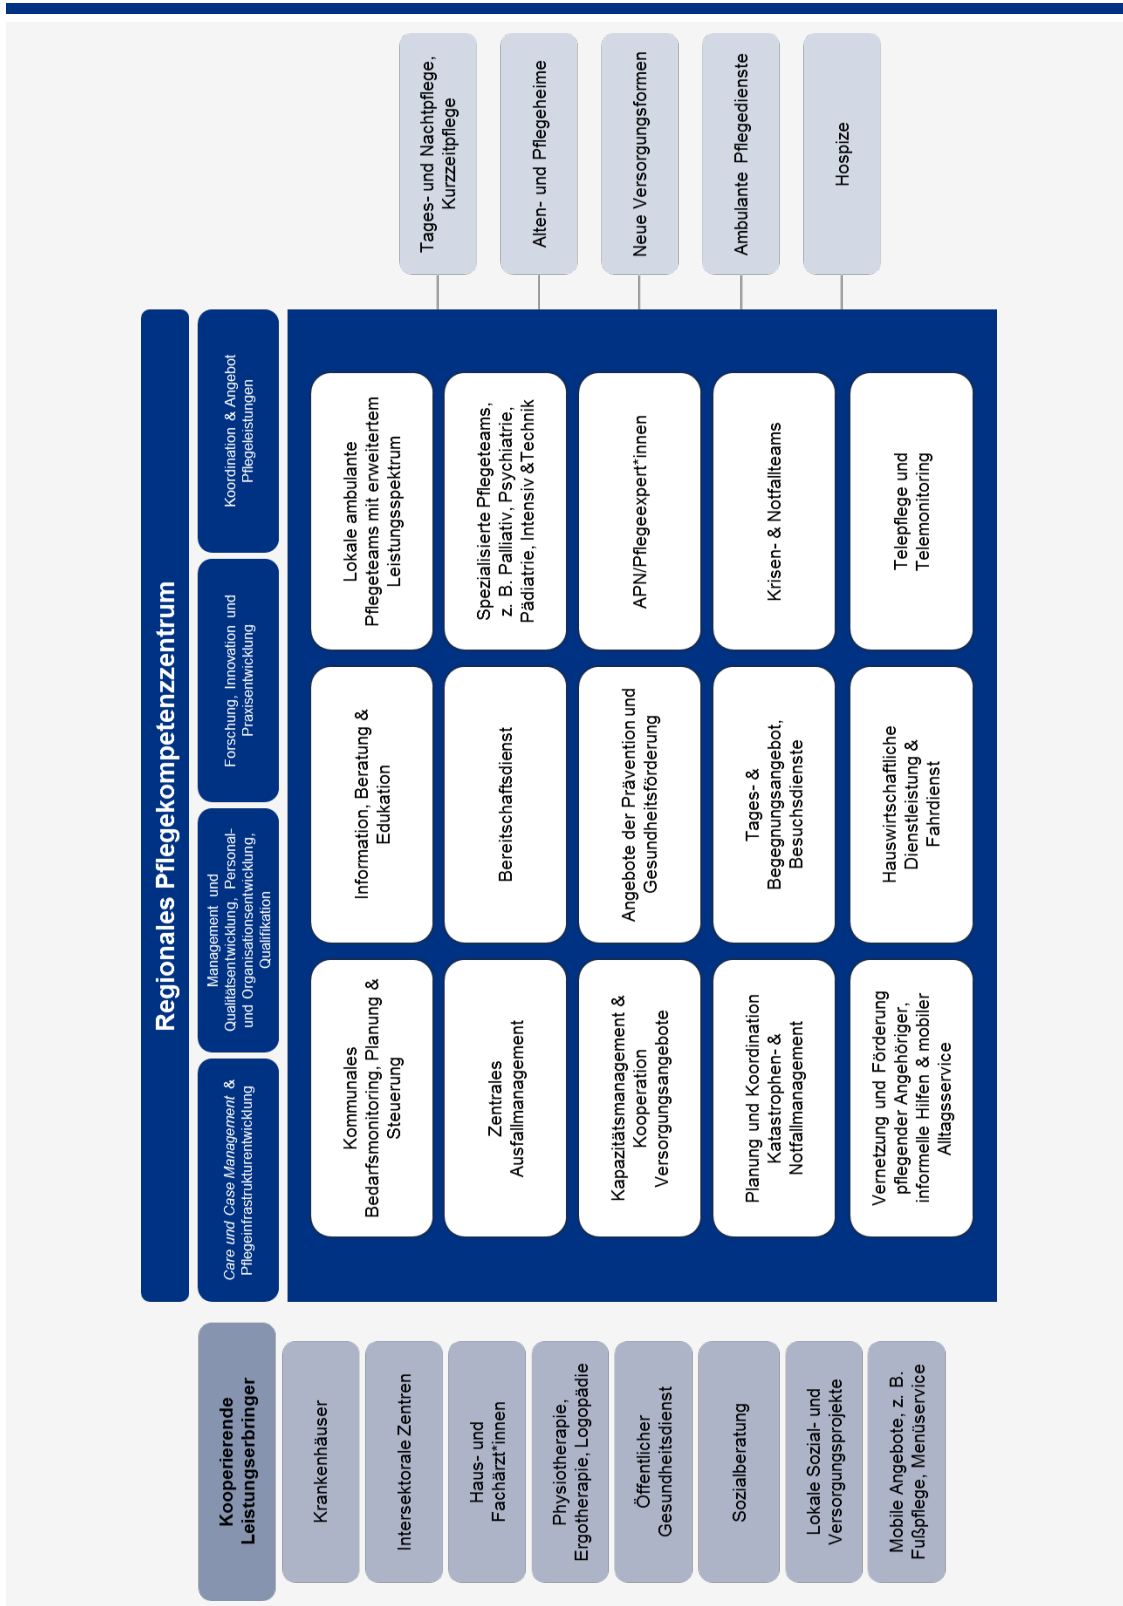 Regionales Pflegekompetenzzentrum
Kooperierende
Leistungserbringer
Care und Case Management &
Pflegeinfrastrukturentwicklung
Management und
Qualitätsentwicklung, Personal-
und Organisationsentwicklung,
Qualifikation
Forschung, Innovation und
Praxisentwicklung
Koordination & Angebot
Pflegeleistungen
Krankenhäuser
Intersektorale Zentren
Haus- und
Fachärzt*innen
Physiotherapie,
Ergotherapie, Logopädie
Öffentlicher
Gesundheitsdienst
Sozialberatung
Lokale Sozial- und
Versorgungsprojekte
Mobile Angebote, z. B.
Fußpflege, Menüservice
Kommunales
Bedarfsmonitoring, Planung &
Steuerung
Information, Beratung &
Edukation
Lokale ambulante
Pflegeteams mit erweitertem
Leistungsspektrum
Zentrales
Ausfallmanagement
Bereitschaftsdienst
Spezialisierte Pflegeteams,
z. B. Palliativ, Psychiatrie,
Pädiatrie, Intensiv &Technik
Kapazitätsmanagement &
Kooperation
Versorgungsangebote
Angebote der Prävention und
Gesundheitsförderung
APN/Pflegeexpert*innen
Planung und Koordination
Katastrophen- &
Notfallmanagement
Tages- &
Begegnungsangebot,
Besuchsdienste
Krisen- & Notfallteams
Vernetzung und Förderung
pflegender Angehöriger,
informelle Hilfen & mobiler
Alltagsservice
Hauswirtschaftliche
Dienstleistung &
Fahrdienst
Telepflege und
Telemonitoring
Tages- und Nachtpflege,
Kurzzeitpflege
Alten- und Pflegeheime
Neue Versorgungsformen
Ambulante Pflegedienste
Hospize